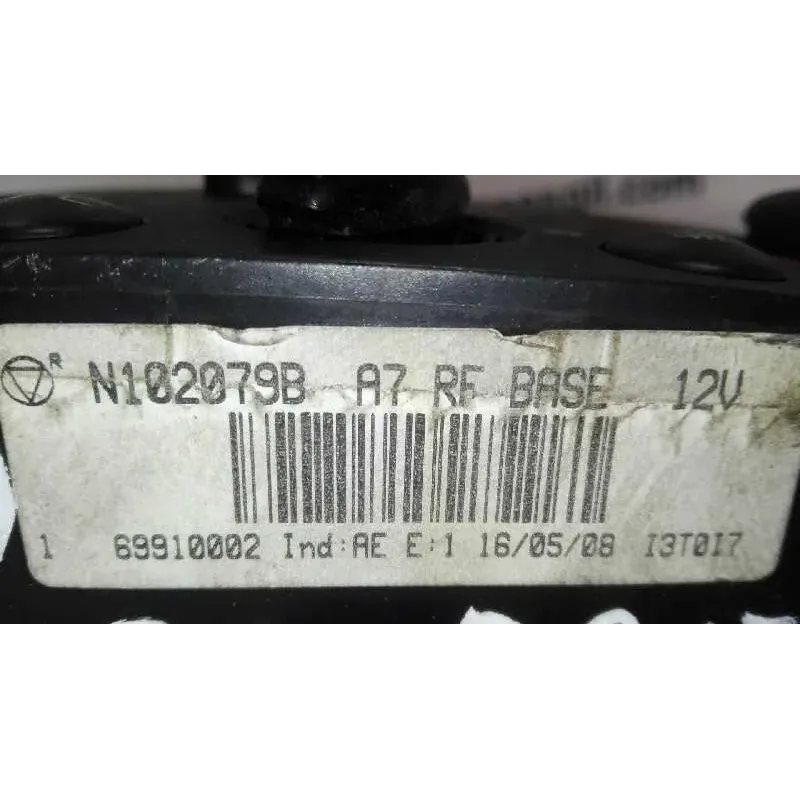 R N102079B A7 RF BASE 12V
1 69910002 Ind:AE E:1 16/05/08 I3T0I7